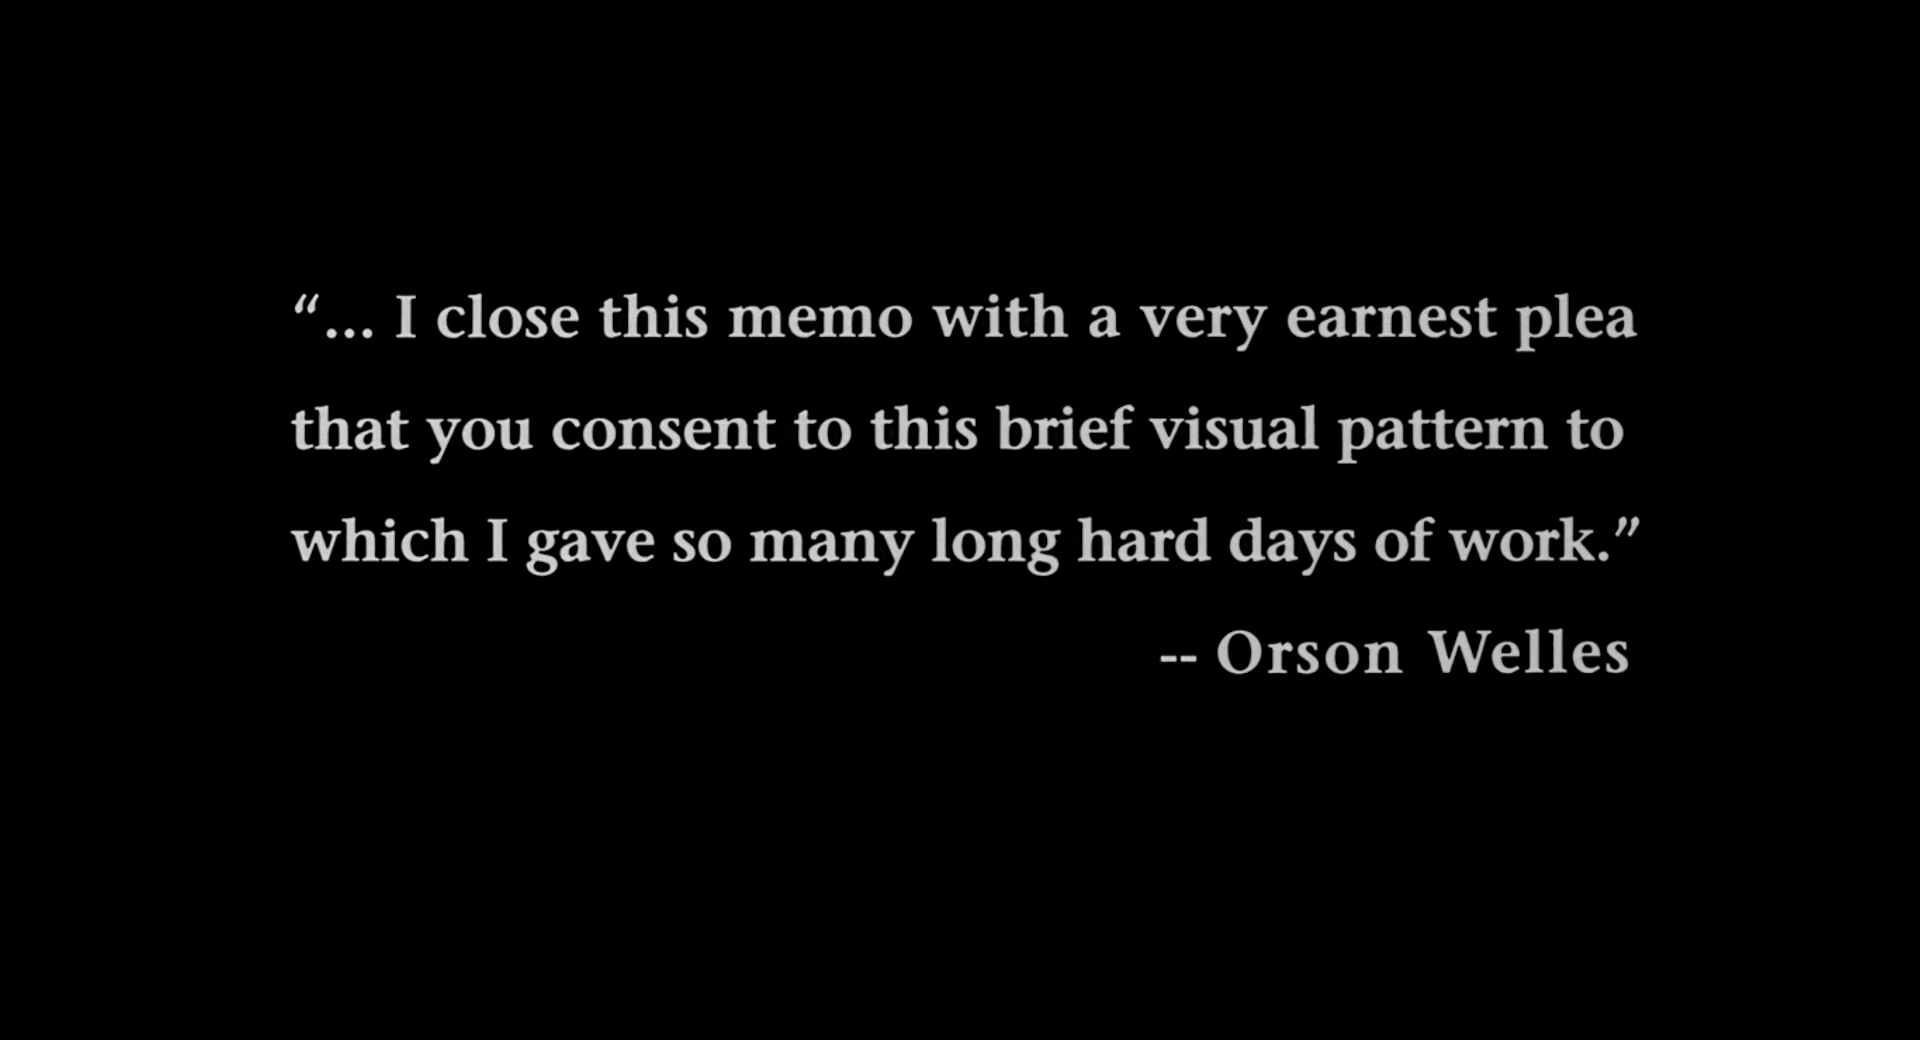 “... I close this memo with a very earnest plea
that you consent to this brief visual pattern to
which I gave so many long hard days of work.”
-- Orson Welles